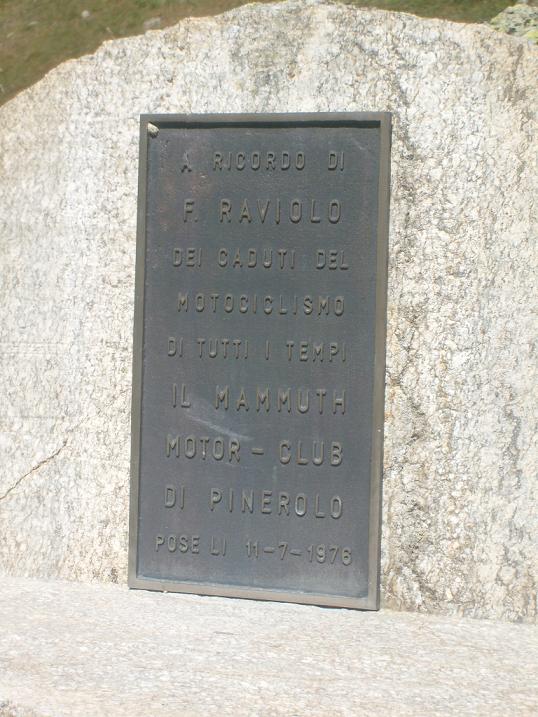 A RICORDO DI
F. RAVIOLO
DEI CADUTI DEL
MOTOCICLISMO
DI TUTTI I TEMPI
IL MAMMUTH
MOTOR - CLUB
DI PINEROLO
POSE LI 11-7-1976